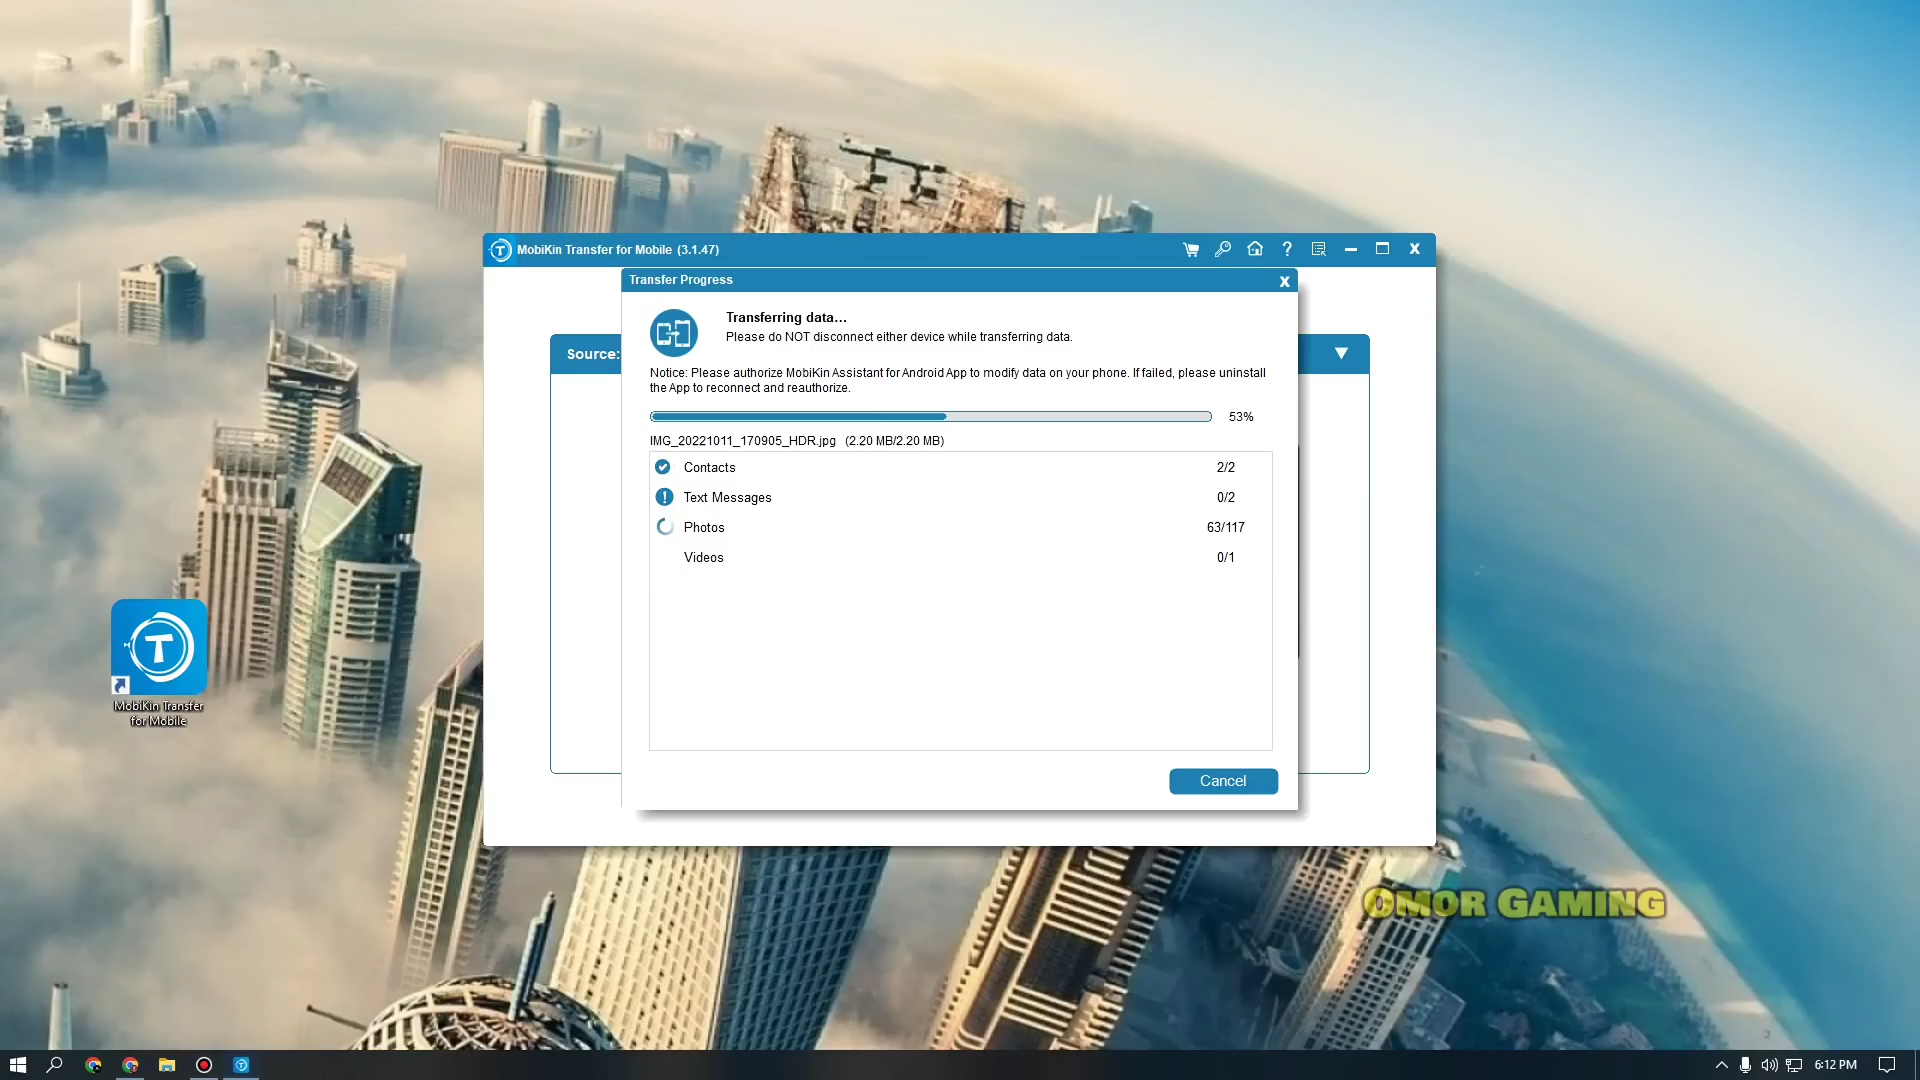 MobiKin Transfer for Mobile (3.1.47)
Transfer Progress
Transferring data...
Please do NOT disconnect either device while transferring data.
Source:
Notice: Please authorize MobiKin Assistant for Android App to modify data on your phone. If failed, please uninstall
the App to reconnect and reauthorize.
53%
IMG_20221011_170905_HDR.jpg (2.20 MB/2.20 MB)
Contacts 2/2
Text Messages 0/2
Photos 63/117
Videos 0/1
Cancel
MobiKin Transfer
for Mobile
OMOR GAMING
6:12 PM